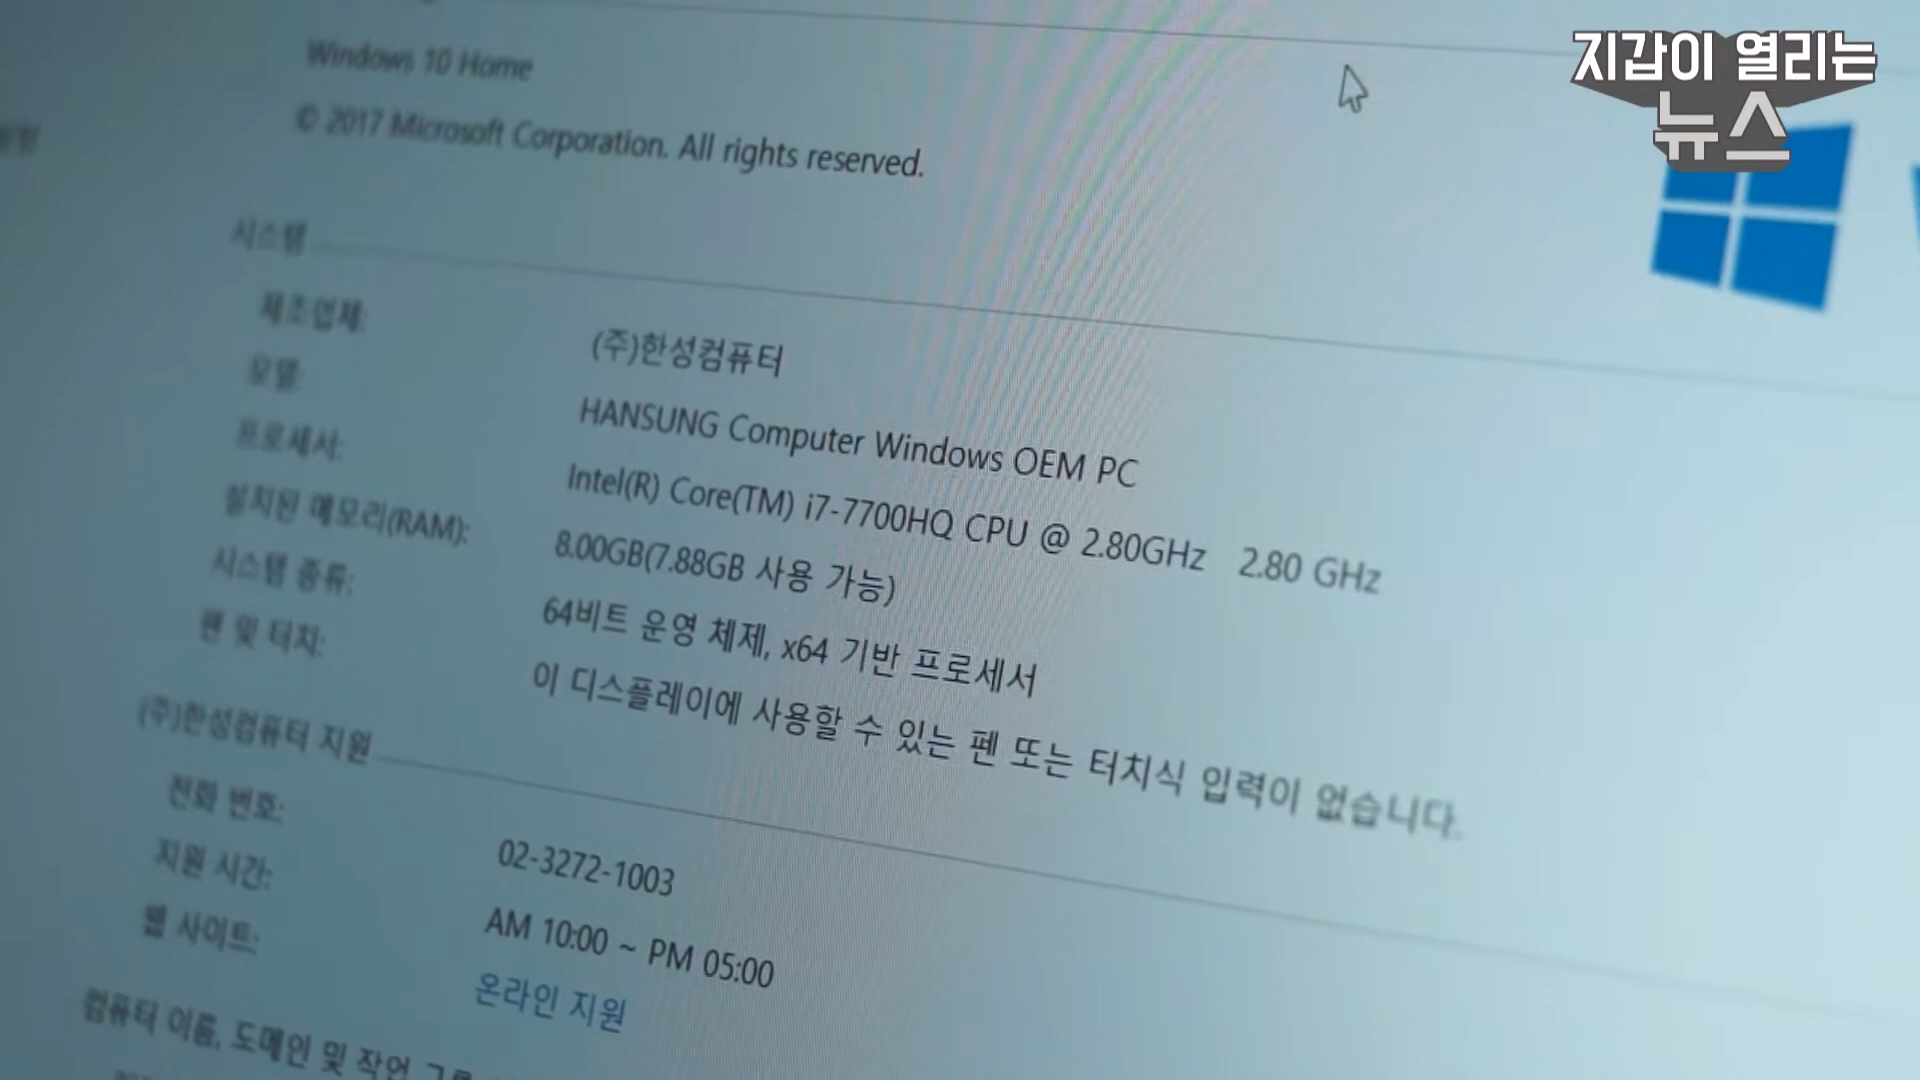 지갑이 열리는
뉴스
Windows 10 Home
© 2017 Microsoft Corporation. All rights reserved.
시스템
제조업체: (주)한성컴퓨터
모델: HANSUNG Computer Windows OEM PC
프로세서: Intel(R) Core(TM) i7-7700HQ CPU @ 2.80GHz 2.80 GHz
설치된 메모리(RAM): 8.00GB(7.88GB 사용 가능)
시스템 종류: 64비트 운영 체제, x64 기반 프로세서
펜 및 터치: 이 디스플레이에 사용할 수 있는 펜 또는 터치식 입력이 없습니다.
(주)한성컴퓨터 지원
전화 번호: 02-3272-1003
지원 시간: AM 10:00 ~ PM 05:00
웹 사이트: 온라인 지원
컴퓨터 이름, 도메인 및 작업